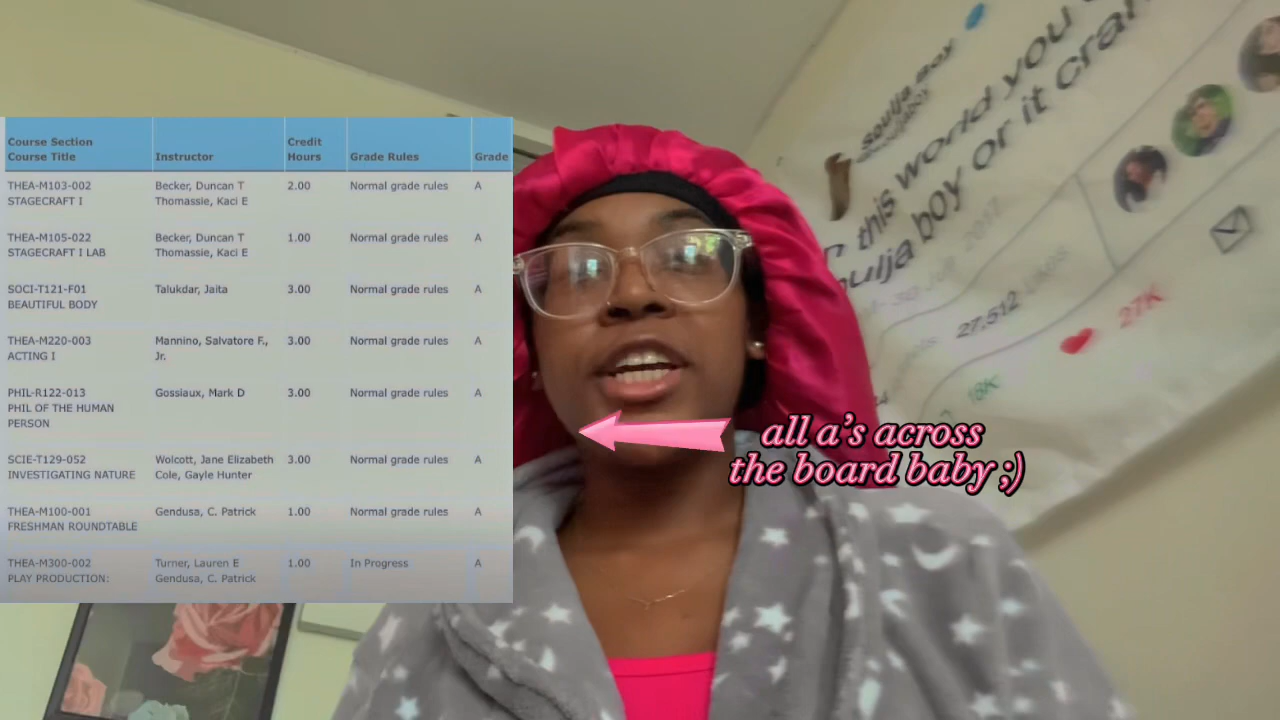 Course Section
Course Title Instructor Credit Hours Grade Rules Grade
THEA-M103-002 Becker, Duncan T 2.00 Normal grade rules A
STAGECRAFT I Thomassie, Kaci E
THEA-M105-022 Becker, Duncan T 1.00 Normal grade rules A
STAGECRAFT I LAB Thomassie, Kaci E
SOCI-T121-F01 Talukdar, Jaita 3.00 Normal grade rules A
BEAUTIFUL BODY
THEA-M220-003 Mannino, Salvatore F., 3.00 Normal grade rules A
ACTING I Jr.
PHIL-R122-013 Gossiaux, Mark D 3.00 Normal grade rules A
PHIL OF THE HUMAN
PERSON
SCIE-T129-052 Wolcott, Jane Elizabeth 3.00 Normal grade rules A
INVESTIGATING NATURE Cole, Gayle Hunter
THEA-M100-001 Gendusa, C. Patrick 1.00 Normal grade rules A
FRESHMAN ROUNDTABLE
THEA-M300-002 Turner, Lauren E 1.00 In Progress A
PLAY PRODUCTION: Gendusa, C. Patrick
all a's across
the board baby ;)
Soulja Boy
this world you
soulja boy or it cran
27,512
18K
27K